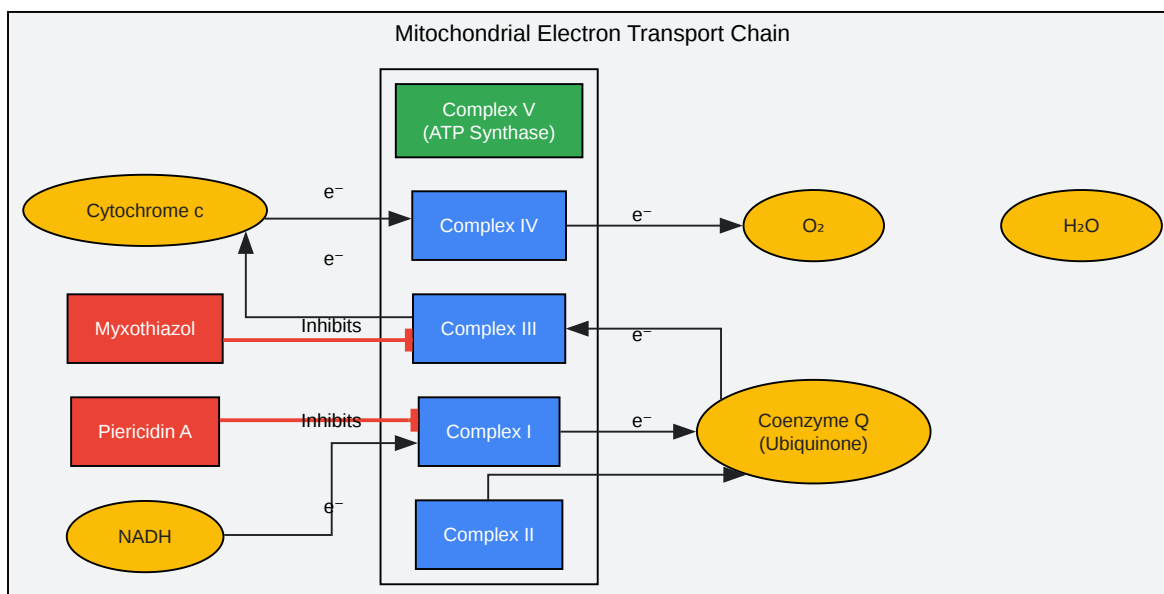 Mitochondrial Electron Transport Chain
Complex V
(ATP Synthase)
Cytochrome c
e⁻
Complex IV
e⁻
O₂
H₂O
e⁻
Myxothiazol
Inhibits
Complex III
e⁻
Piericidin A
Inhibits
Complex I
e⁻
Coenzyme Q
(Ubiquinone)
NADH
e⁻
Complex II